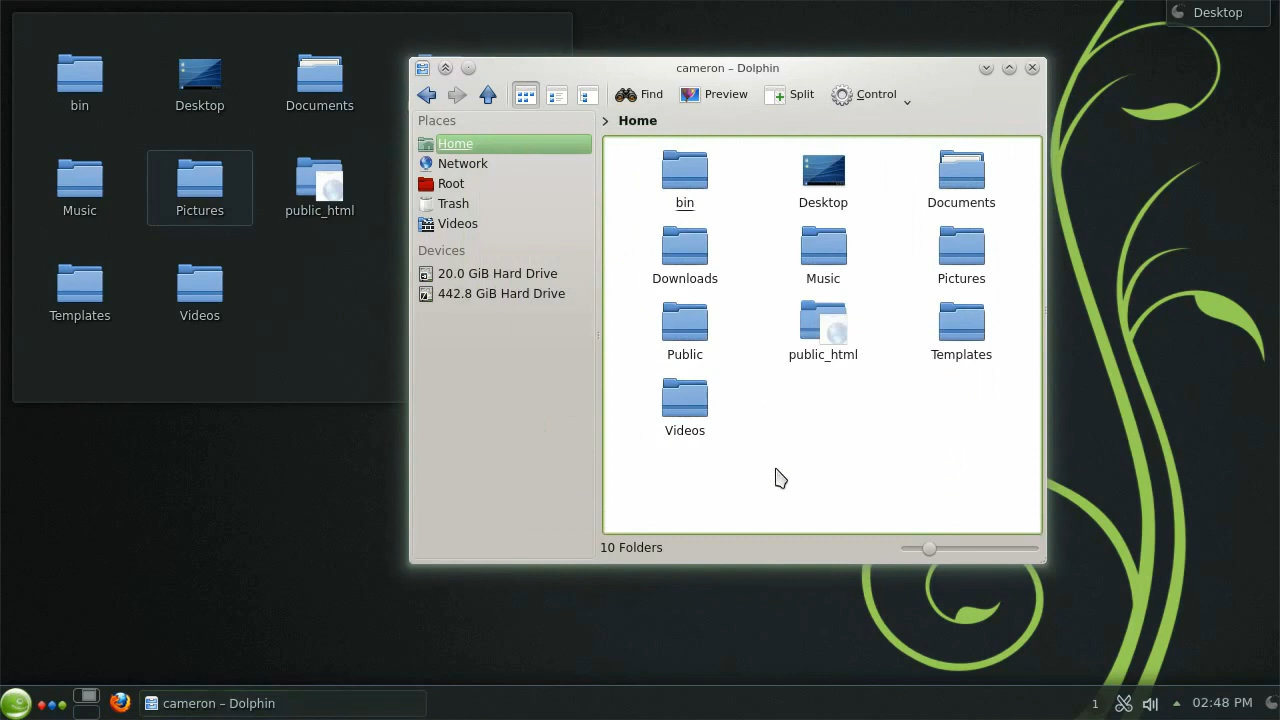 Desktop
bin
Desktop
Documents
Music
Pictures
public_html
Templates
Videos
cameron – Dolphin
Find
Preview
Split
Control
Places
Home
Network
Root
Trash
Videos
Devices
20.0 GiB Hard Drive
442.8 GiB Hard Drive
Home
bin
Desktop
Documents
Downloads
Music
Pictures
Public
public_html
Templates
Videos
10 Folders
cameron – Dolphin
1
02:48 PM